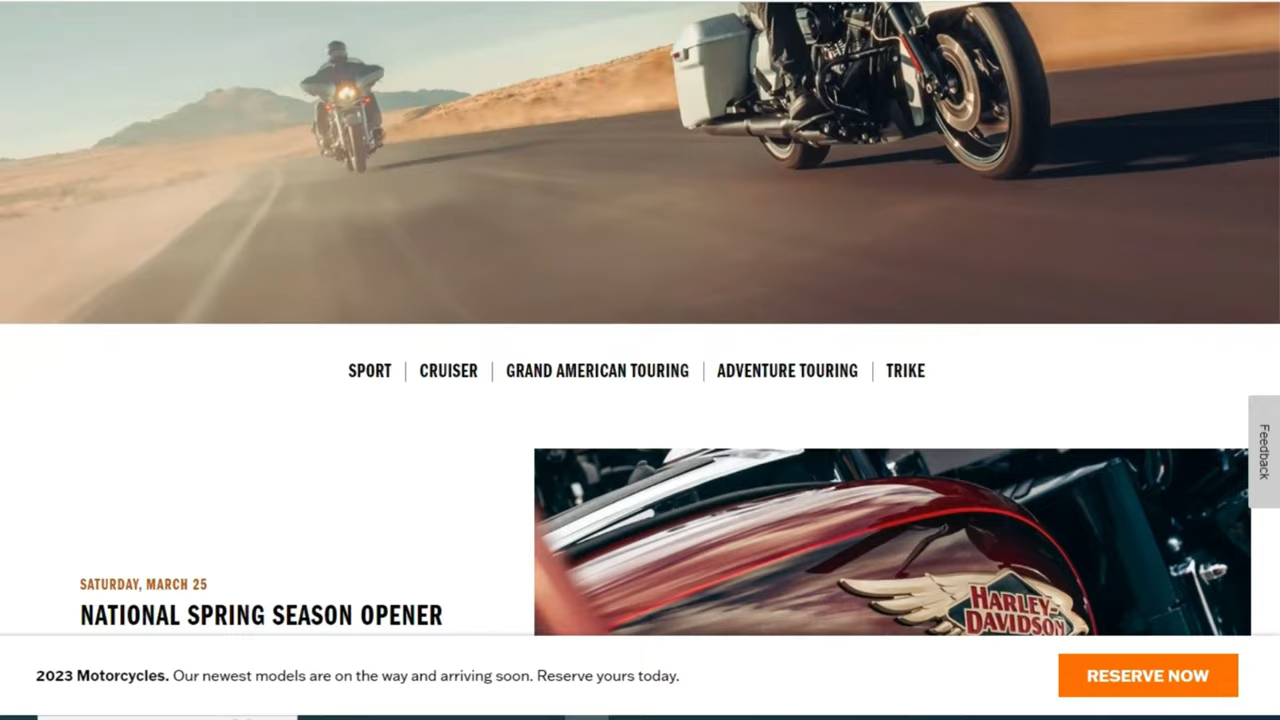 SPORT | CRUISER | GRAND AMERICAN TOURING | ADVENTURE TOURING | TRIKE
Feedback
SATURDAY, MARCH 25
NATIONAL SPRING SEASON OPENER
HARLEY-
DAVIDSON
2023 Motorcycles. Our newest models are on the way and arriving soon. Reserve yours today.
RESERVE NOW